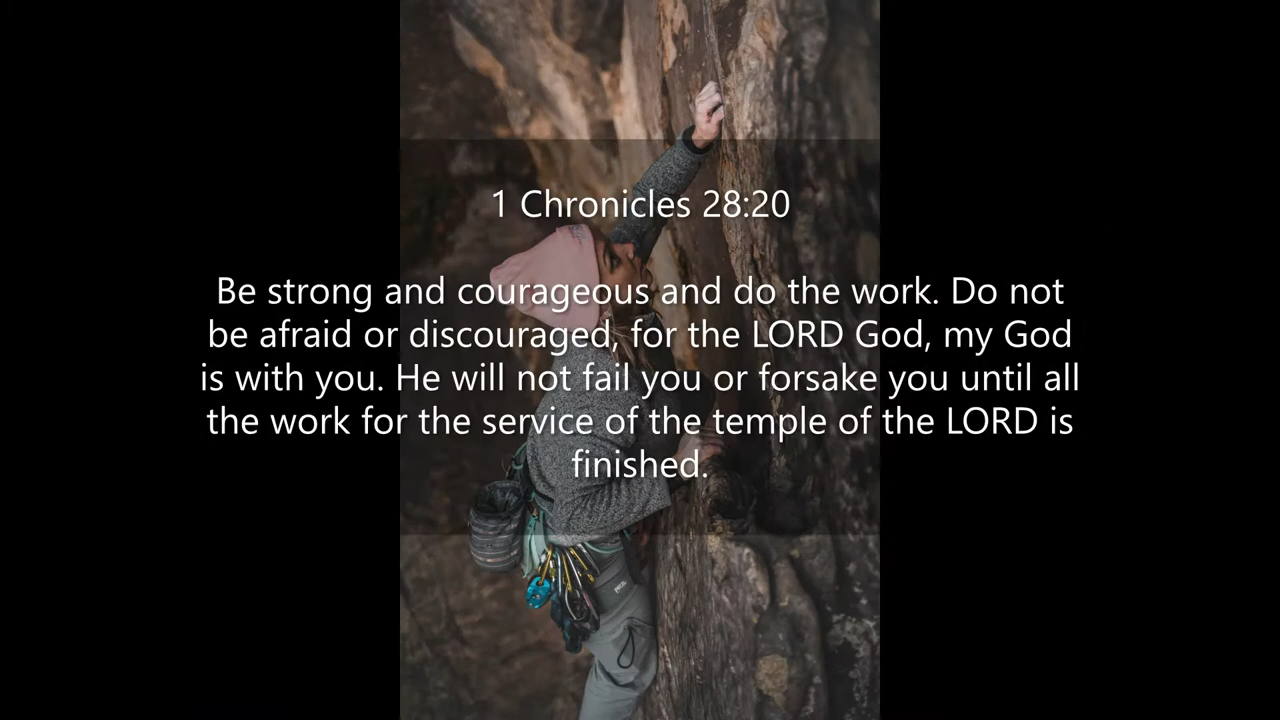 1 Chronicles 28:20
Be strong and courageous and do the work. Do not
be afraid or discouraged, for the LORD God, my God
is with you. He will not fail you or forsake you until all
the work for the service of the temple of the LORD is
finished.